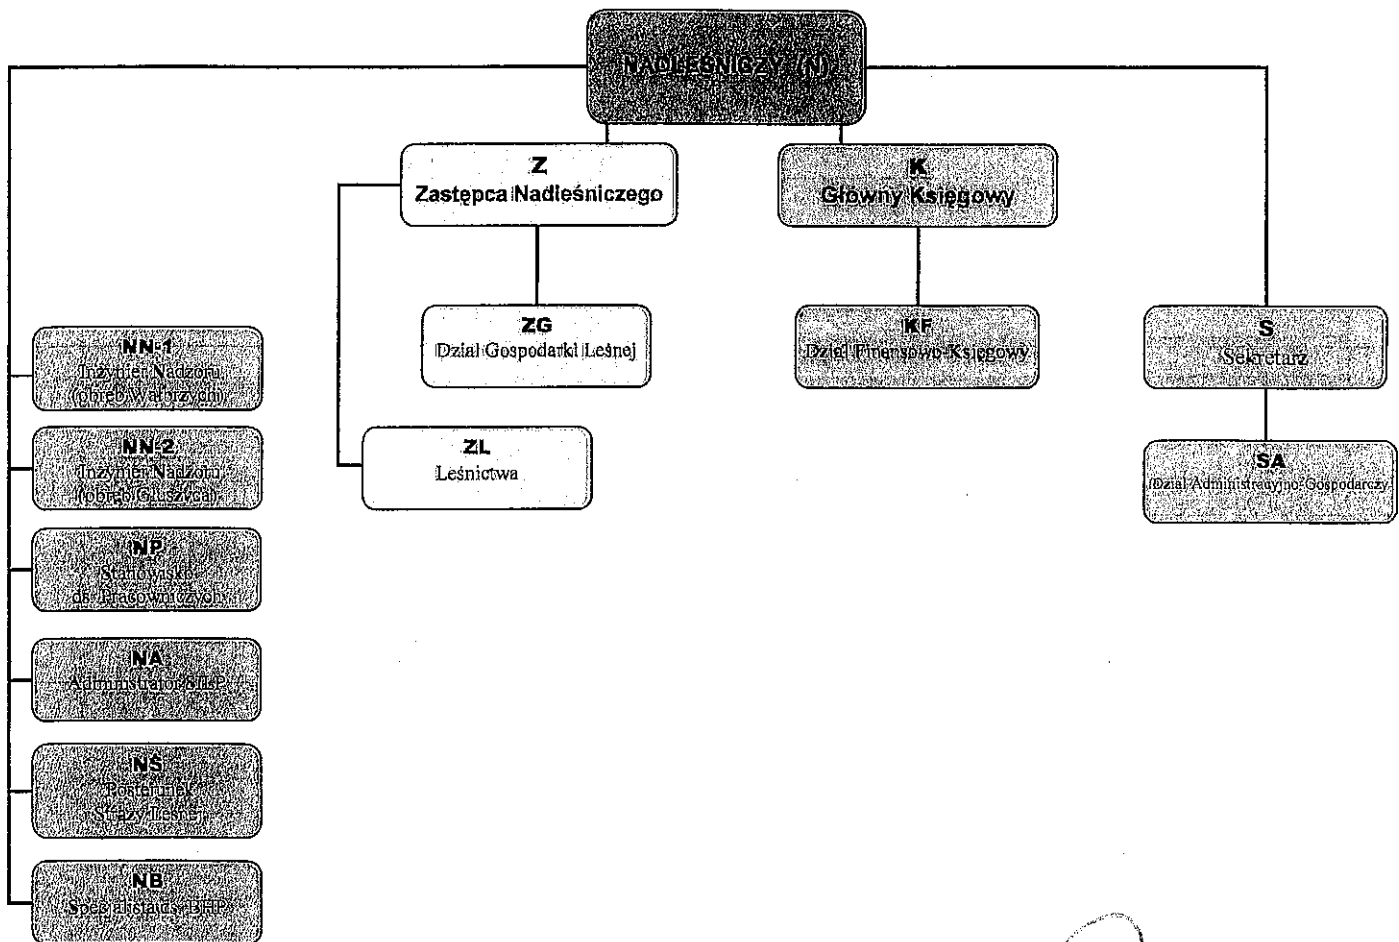 NADLEŚNICZY (N)
Z
Zastępca Nadleśniczego
K
Główny Księgowy
ZG
Dział Gospodarki Leśnej
KF
Dział Finansowo-Księgowy
S
Sekretarz
NN-1
Inżynier Nadzoru
(obręb Wałbrzych)
NN-2
Inżynier Nadzoru
(obręb Głuszyca)
ZL
Leśnictwa
SA
Dział Administracyjno-Gospodarczy
NP
Stanowisko
ds. Pracowniczych
NA
Administrator SILP
NS
Posterunek
Straży Leśnej
NB
Specjalista ds. BHP